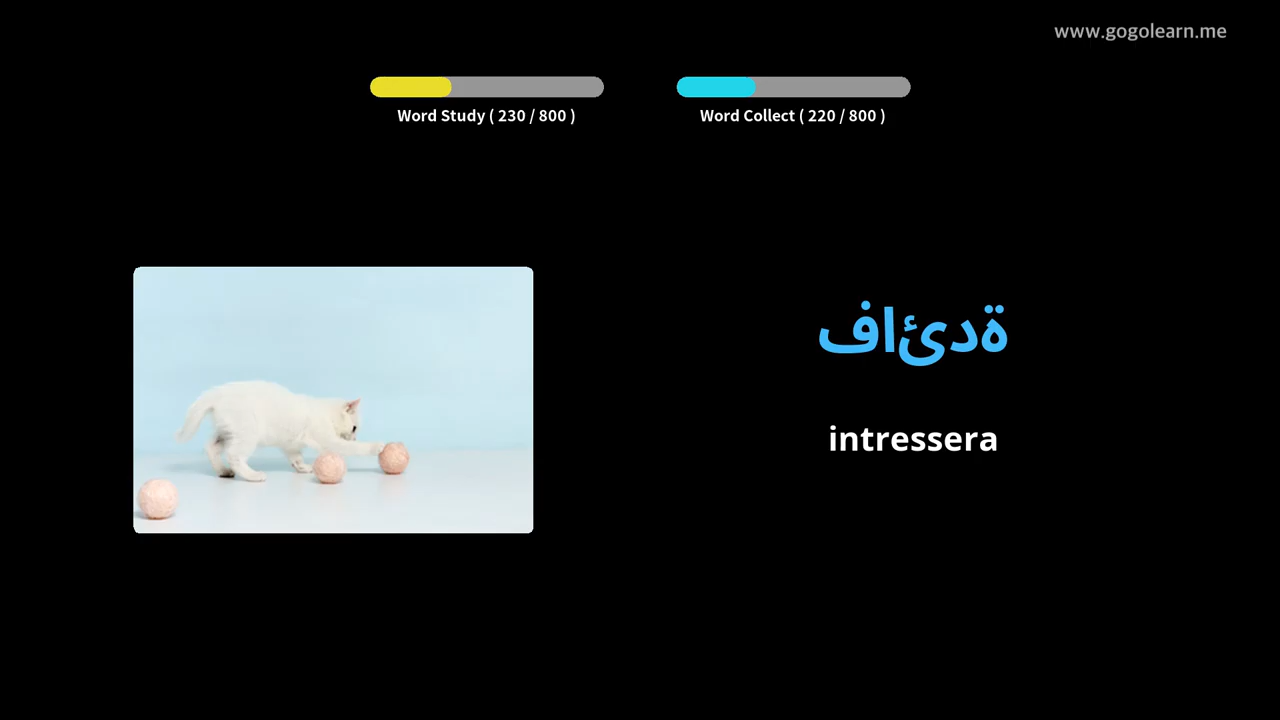 www.gogolearn.me
Word Study ( 230 / 800 )
Word Collect ( 220 / 800 )
فائدة
intressera